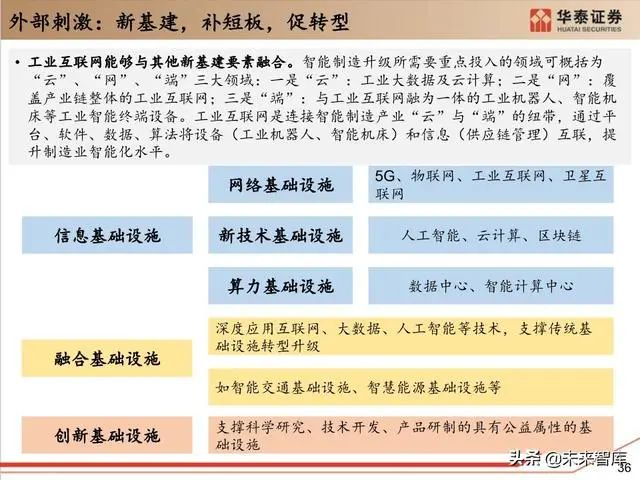 外部刺激：新基建，补短板，促转型
华泰证券
HUATAI SECURITIES
• 工业互联网能够与其他新基建要素融合。智能制造升级所需要重点投入的领域可概括为
“云”、“网”、“端”三大领域：一是“云”：工业大数据及云计算；二是“网”：覆
盖产业链整体的工业互联网；三是“端”：与工业互联网融为一体的工业机器人、智能机
床等工业智能终端设备。工业互联网是连接智能制造产业“云”与“端”的纽带，通过平
台、软件、数据、算法将设备（工业机器人、智能机床）和信息（供应链管理）互联，提
升制造业智能化水平。
信息基础设施
网络基础设施
5G、物联网、工业互联网、卫星互
联网
新技术基础设施
人工智能、云计算、区块链
算力基础设施
数据中心、智能计算中心
融合基础设施
深度应用互联网、大数据、人工智能等技术，支撑传统基
础设施转型升级
如智能交通基础设施、智慧能源基础设施等
创新基础设施
支撑科学研究、技术开发、产品研制的具有公益属性的基
础设施
头条 @未来智库
36